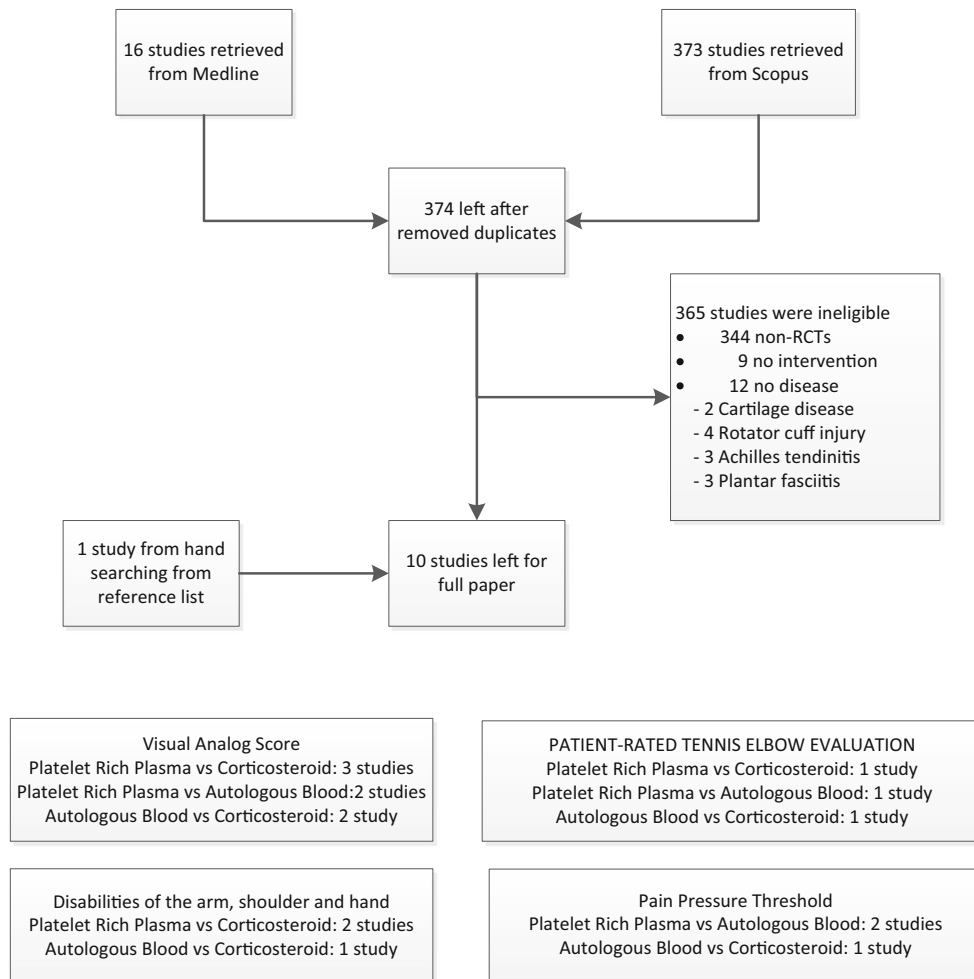 16 studies retrieved
from Medline
373 studies retrieved
from Scopus
374 left after
removed duplicates
365 studies were ineligible
• 344 non-RCTs
• 9 no intervention
• 12 no disease
- 2 Cartilage disease
- 4 Rotator cuff injury
- 3 Achilles tendinitis
- 3 Plantar fasciitis
1 study from hand
searching from
reference list
10 studies left for
full paper
Visual Analog Score
Platelet Rich Plasma vs Corticosteroid: 3 studies
Platelet Rich Plasma vs Autologous Blood:2 studies
Autologous Blood vs Corticosteroid: 2 study
PATIENT-RATED TENNIS ELBOW EVALUATION
Platelet Rich Plasma vs Corticosteroid: 1 study
Platelet Rich Plasma vs Autologous Blood: 1 study
Autologous Blood vs Corticosteroid: 1 study
Disabilities of the arm, shoulder and hand
Platelet Rich Plasma vs Corticosteroid: 2 studies
Autologous Blood vs Corticosteroid: 1 study
Pain Pressure Threshold
Platelet Rich Plasma vs Autologous Blood: 2 studies
Autologous Blood vs Corticosteroid: 1 study